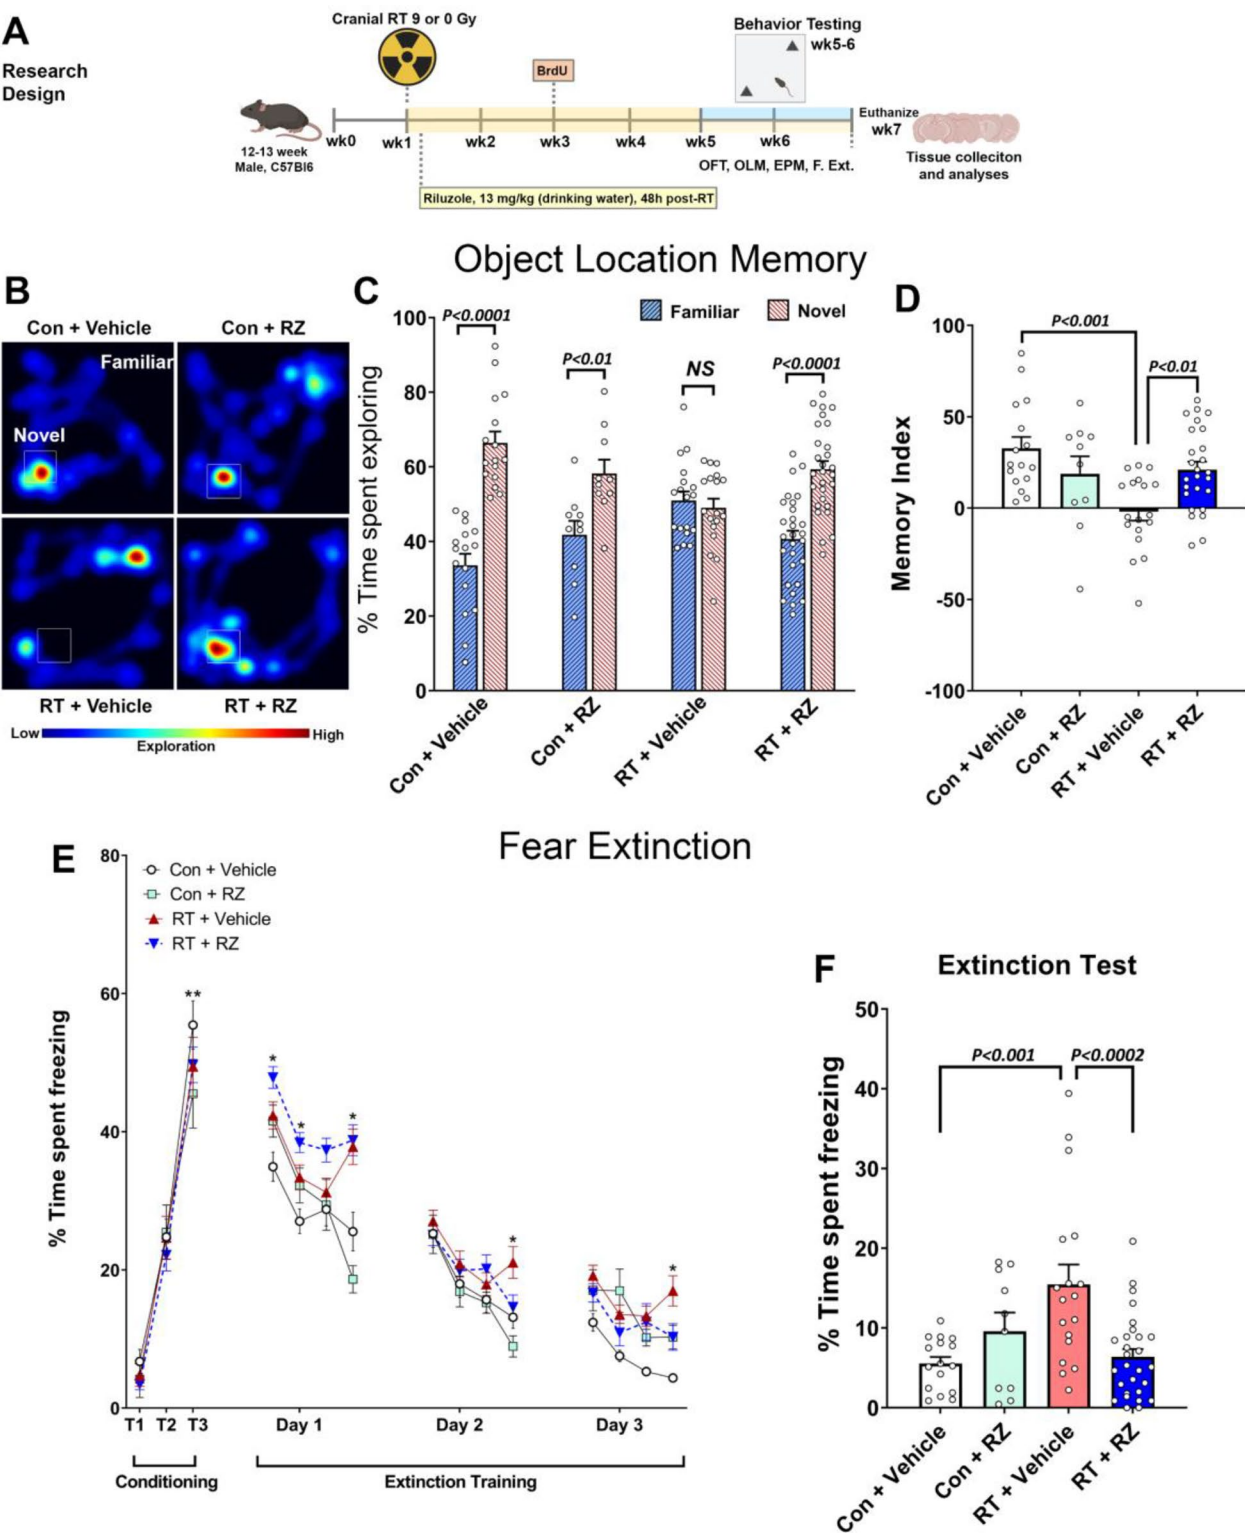 A
Research
Design
Cranial RT 9 or 0 Gy
BrdU
Behavior Testing
wk5-6
12-13 week
Male, C57Bl6
wk0
wk1
wk2
wk3
wk4
wk5
wk6
Euthanize
wk7
OFT, OLM, EPM, F. Ext.
Tissue colleciton
and analyses
Riluzole, 13 mg/kg (drinking water), 48h post-RT
Object Location Memory
B
Con + Vehicle
Con + RZ
Familiar
Novel
RT + Vehicle
RT + RZ
Low
High
Exploration
C
Familiar
Novel
% Time spent exploring
100
80
60
40
20
0
P<0.0001
P<0.01
NS
P<0.0001
Con + Vehicle
Con + RZ
RT + Vehicle
RT + RZ
D
Memory Index
100
50
0
-50
-100
P<0.001
P<0.01
Con + Vehicle
Con + RZ
RT + Vehicle
RT + RZ
Fear Extinction
E
% Time spent freezing
80
60
40
20
0
Con + Vehicle
Con + RZ
RT + Vehicle
RT + RZ
**
*
*
*
*
*
T1 T2 T3
Day 1
Day 2
Day 3
Conditioning
Extinction Training
F
Extinction Test
% Time spent freezing
50
40
30
20
10
0
P<0.001
P<0.0002
Con + Vehicle
Con + RZ
RT + Vehicle
RT + RZ